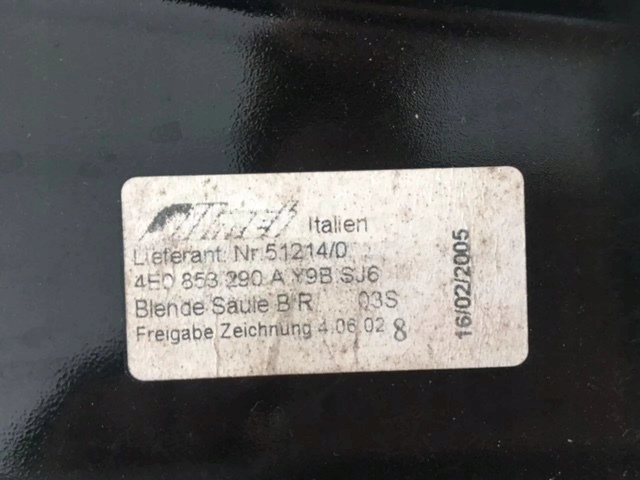 Italien
Lieferant. Nr.51214/0
4E0 853 290 A Y9B SJ6
Blende Säule B R 03S
Freigabe Zeichnung 4.06.02 8
16/02/2005